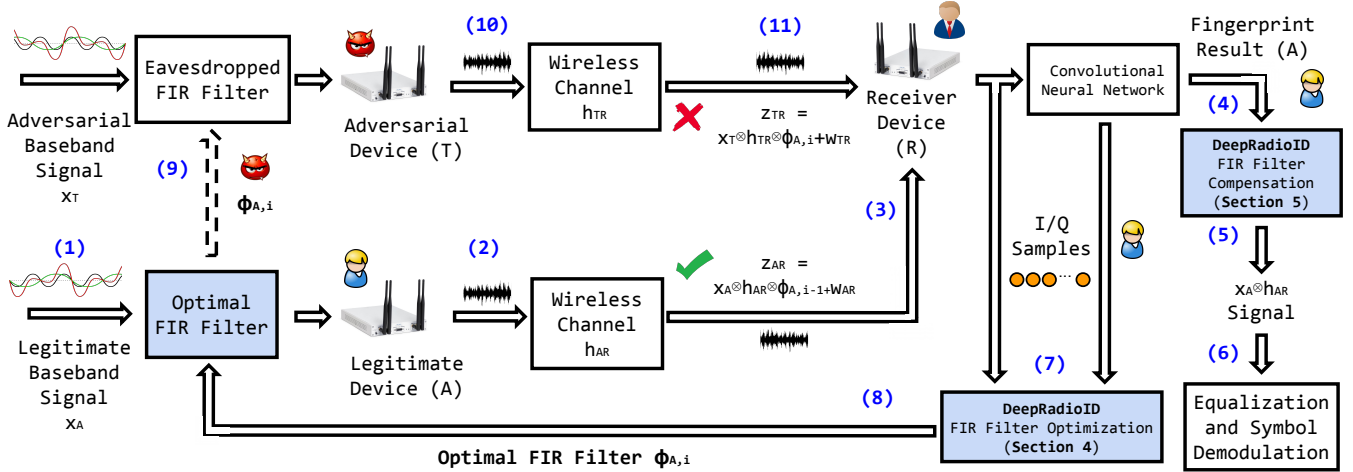 (10)
(11)
Fingerprint
Result (A)
Eavesdropped
FIR Filter
Wireless
Channel
hTR
Convolutional
Neural Network
(4)
Adversarial
Baseband
Signal
xT
Adversarial
Device (T)
zTR =
xT⊗hTR⊗ϕA,i+wTR
Receiver
Device
(R)
DeepRadioID
FIR Filter
Compensation
(Section 5)
(9)
ϕA,i
(3)
(1)
(2)
I/Q
Samples
...
(5)
Optimal
FIR Filter
Wireless
Channel
hAR
zAR =
xA⊗hAR⊗ϕA,i-1+wAR
xA⊗hAR
Signal
Legitimate
Baseband
Signal
xA
Legitimate
Device (A)
(6)
(7)
(8)
DeepRadioID
FIR Filter Optimization
(Section 4)
Equalization
and Symbol
Demodulation
Optimal FIR Filter ϕA,i